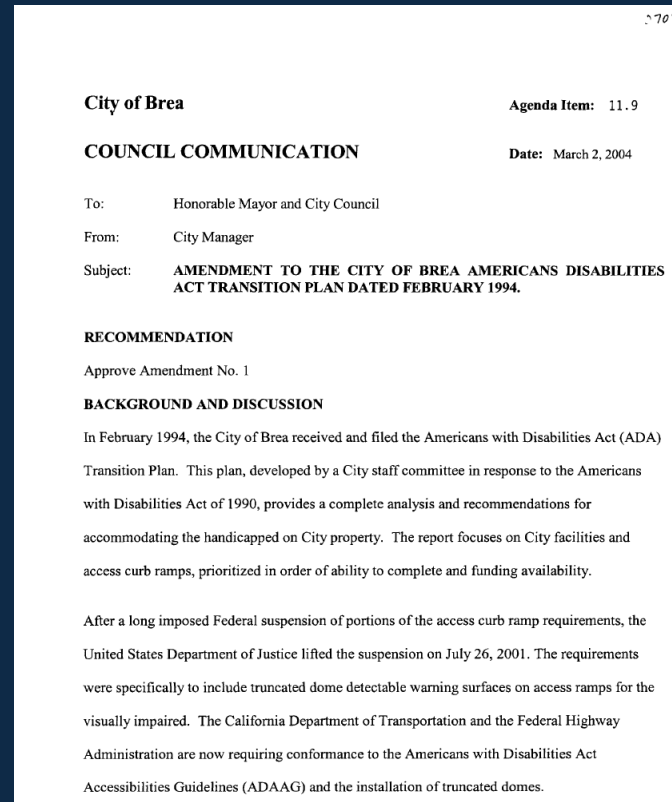 City of Brea
Agenda Item: 11.9
COUNCIL COMMUNICATION
Date: March 2, 2004
To: Honorable Mayor and City Council
From: City Manager
Subject: AMENDMENT TO THE CITY OF BREA AMERICANS DISABILITIES
ACT TRANSITION PLAN DATED FEBRUARY 1994.
RECOMMENDATION
Approve Amendment No. 1
BACKGROUND AND DISCUSSION
In February 1994, the City of Brea received and filed the Americans with Disabilities Act (ADA)
Transition Plan. This plan, developed by a City staff committee in response to the Americans
with Disabilities Act of 1990, provides a complete analysis and recommendations for
accommodating the handicapped on City property. The report focuses on City facilities and
access curb ramps, prioritized in order of ability to complete and funding availability.
After a long imposed Federal suspension of portions of the access curb ramp requirements, the
United States Department of Justice lifted the suspension on July 26, 2001. The requirements
were specifically to include truncated dome detectable warning surfaces on access ramps for the
visually impaired. The California Department of Transportation and the Federal Highway
Administration are now requiring conformance to the Americans with Disabilities Act
Accessibilities Guidelines (ADAAG) and the installation of truncated domes.